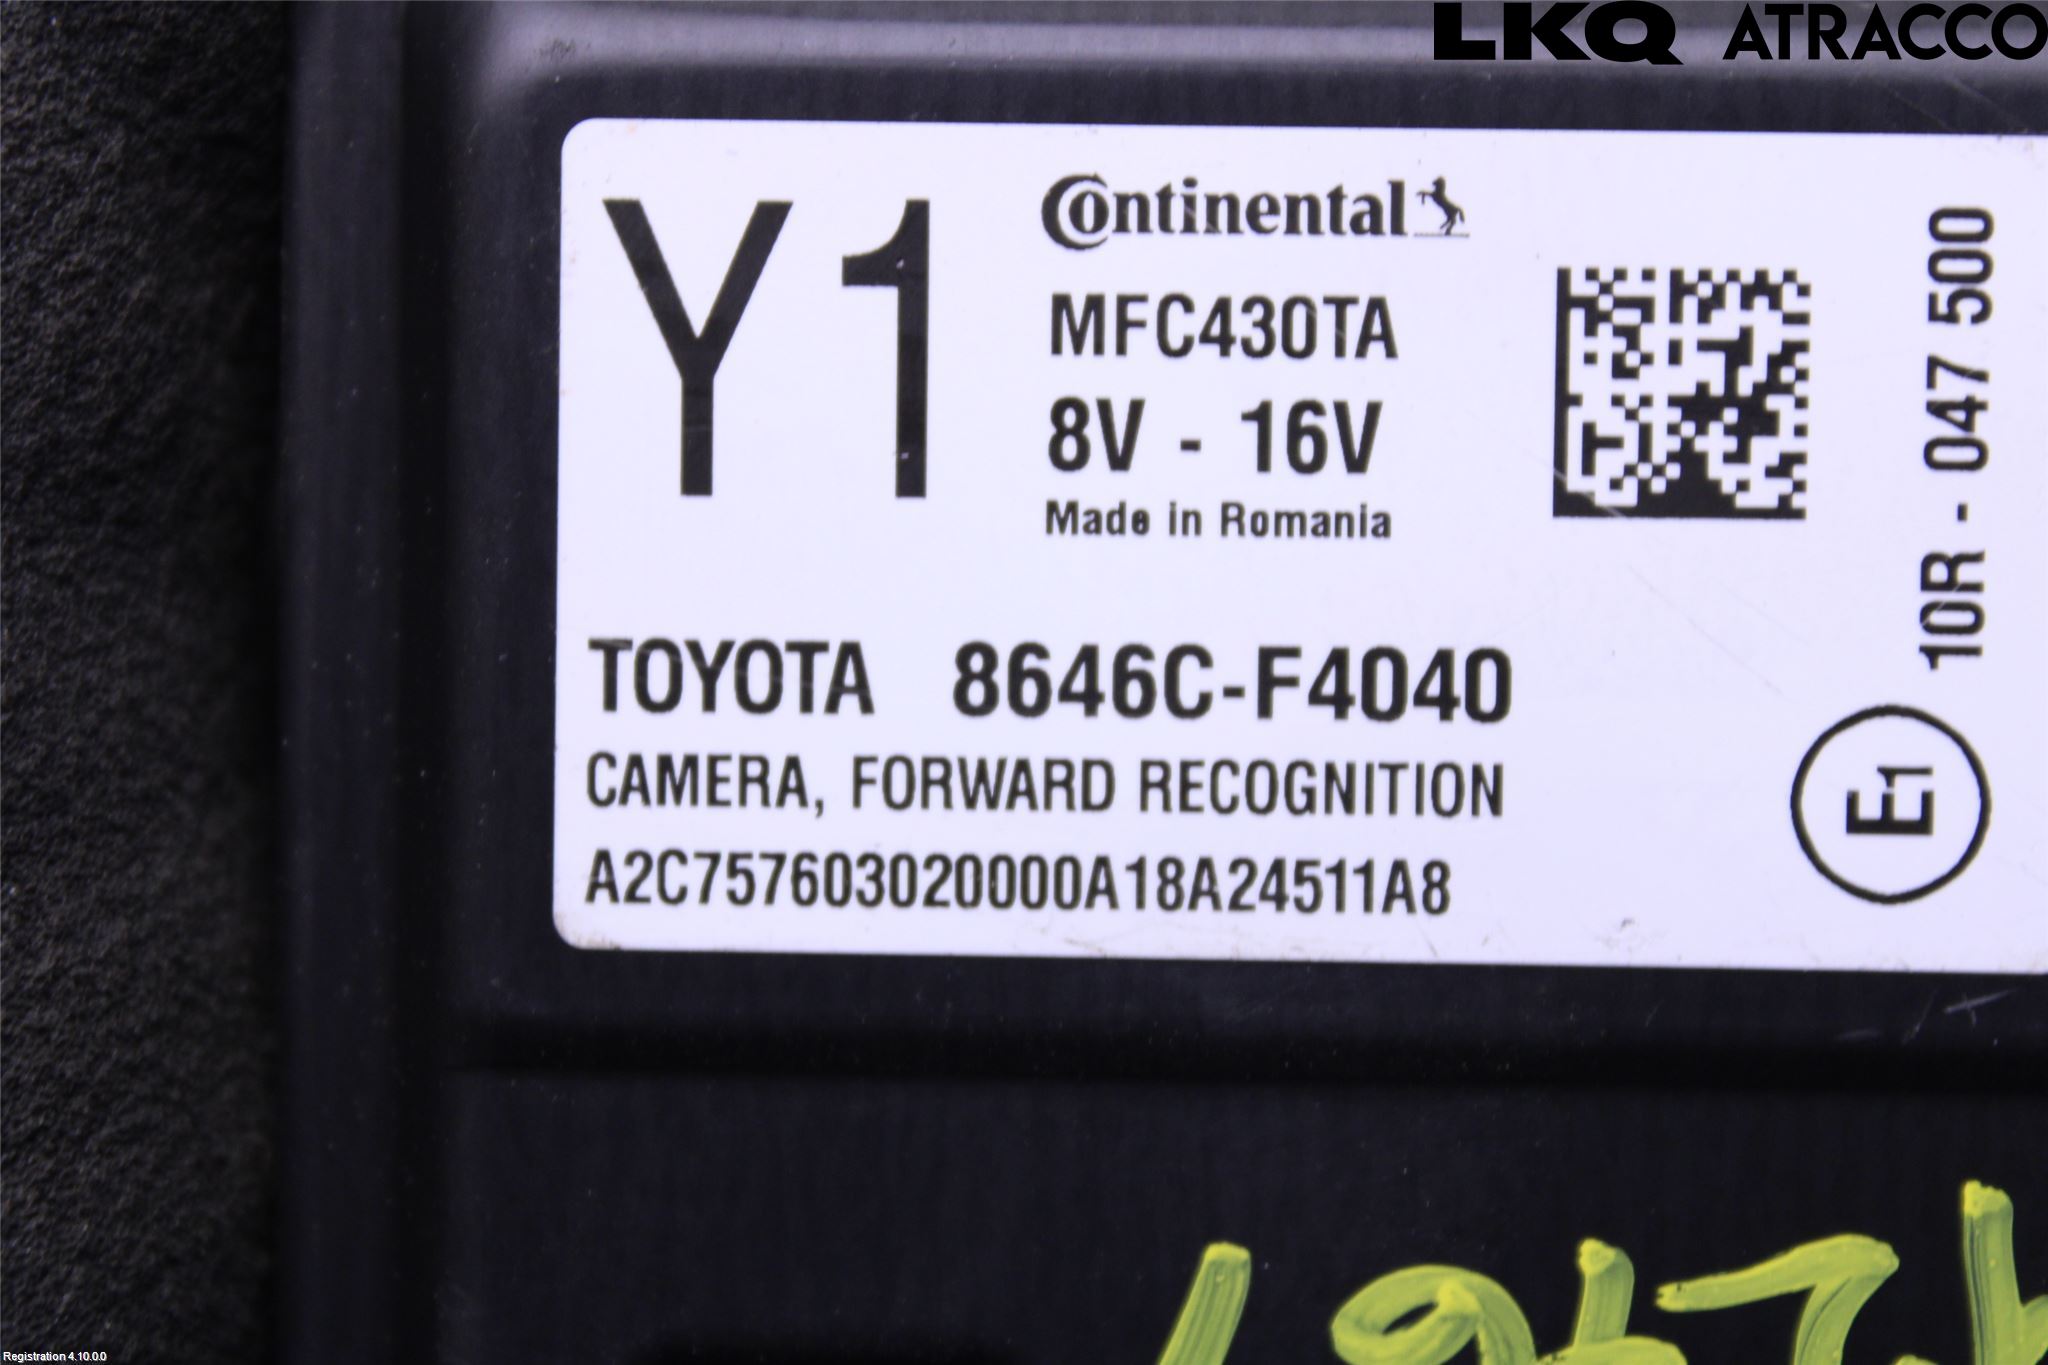 LKQ ATRACCO
Y1
Continental
MFC430TA
8V - 16V
Made in Romania
10R - 047 500
E1
TOYOTA 8646C-F4040
CAMERA, FORWARD RECOGNITION
A2C757603020000A18A24511A8
Registration 4.10.0.0